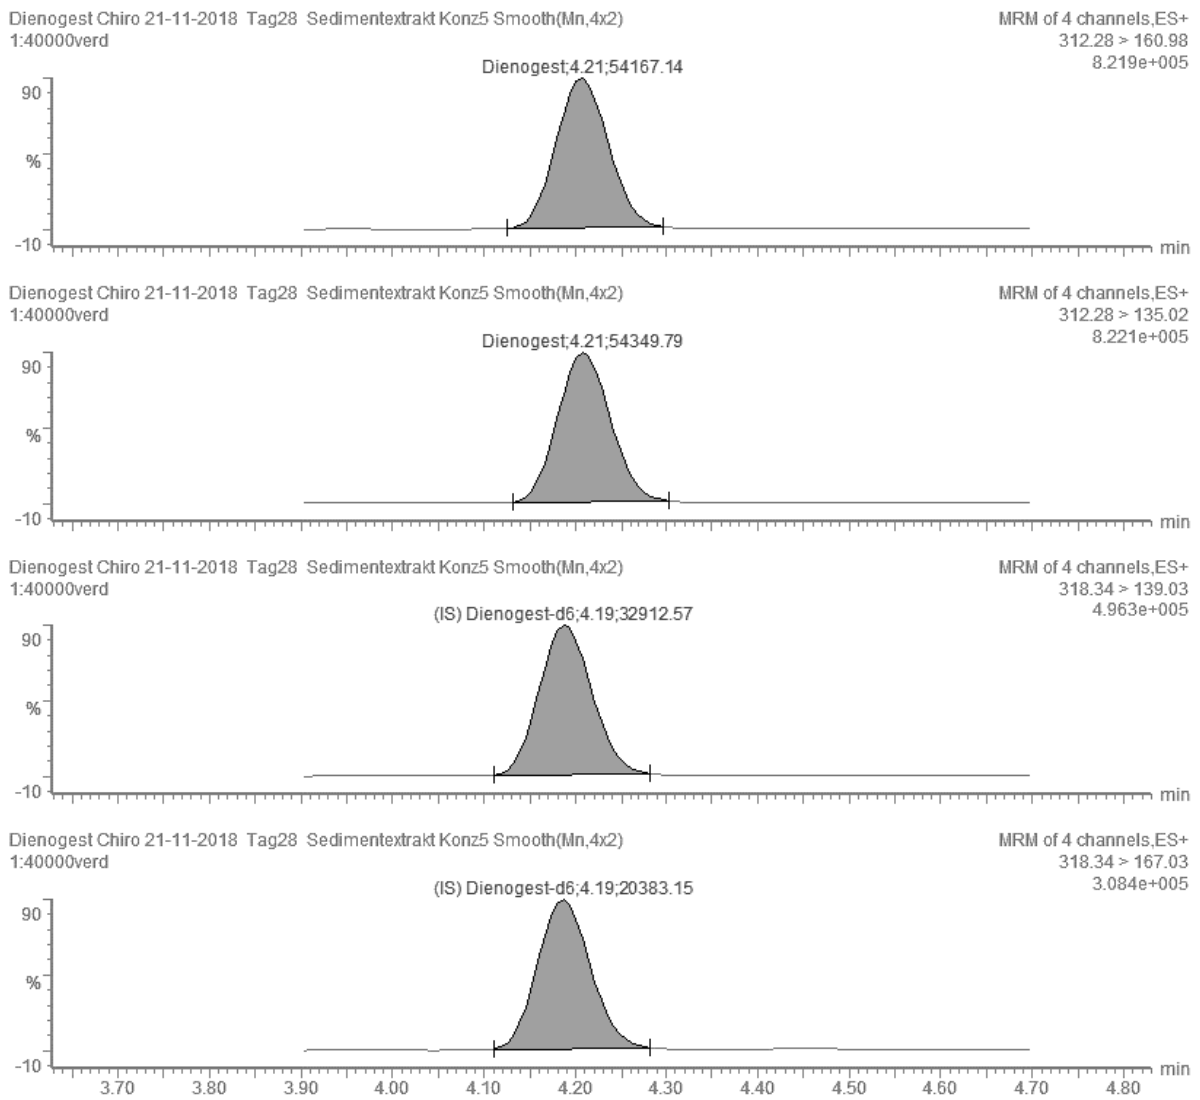 Dienogest Chiro 21-11-2018 Tag28 Sedimentextrakt Konz5 Smooth(Mn,4x2)
1:40000verd
MRM of 4 channels,ES+
312.28 > 160.98
8.219e+005
Dienogest;4.21;54167.14
90
%
-10
min
Dienogest Chiro 21-11-2018 Tag28 Sedimentextrakt Konz5 Smooth(Mn,4x2)
1:40000verd
MRM of 4 channels,ES+
312.28 > 135.02
8.221e+005
Dienogest;4.21;54349.79
90
%
-10
min
Dienogest Chiro 21-11-2018 Tag28 Sedimentextrakt Konz5 Smooth(Mn,4x2)
1:40000verd
MRM of 4 channels,ES+
318.34 > 139.03
4.963e+005
(IS) Dienogest-d6;4.19;32912.57
90
%
-10
min
Dienogest Chiro 21-11-2018 Tag28 Sedimentextrakt Konz5 Smooth(Mn,4x2)
1:40000verd
MRM of 4 channels,ES+
318.34 > 167.03
3.084e+005
(IS) Dienogest-d6;4.19;20383.15
90
%
-10
min
3.70 3.80 3.90 4.00 4.10 4.20 4.30 4.40 4.50 4.60 4.70 4.80